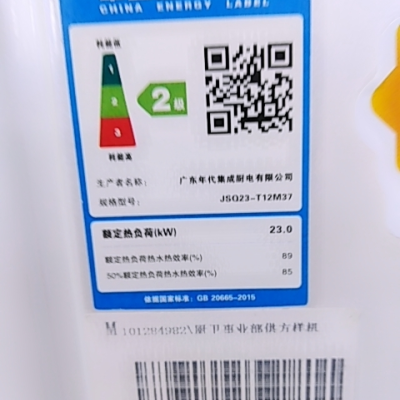 CHINA ENERGY LABEL
耗能低
1
2
3
2级
耗能高
生产者名称： 广东年代集成厨电有限公司
规格型号： JSQ23-T12M37
额定热负荷(kW) 23.0
额定热负荷热水热效率(%) 89
50%额定热负荷热水热效率(%) 85
依据国家标准：GB 20665-2015
M 101284982\厨卫事业部供方样机